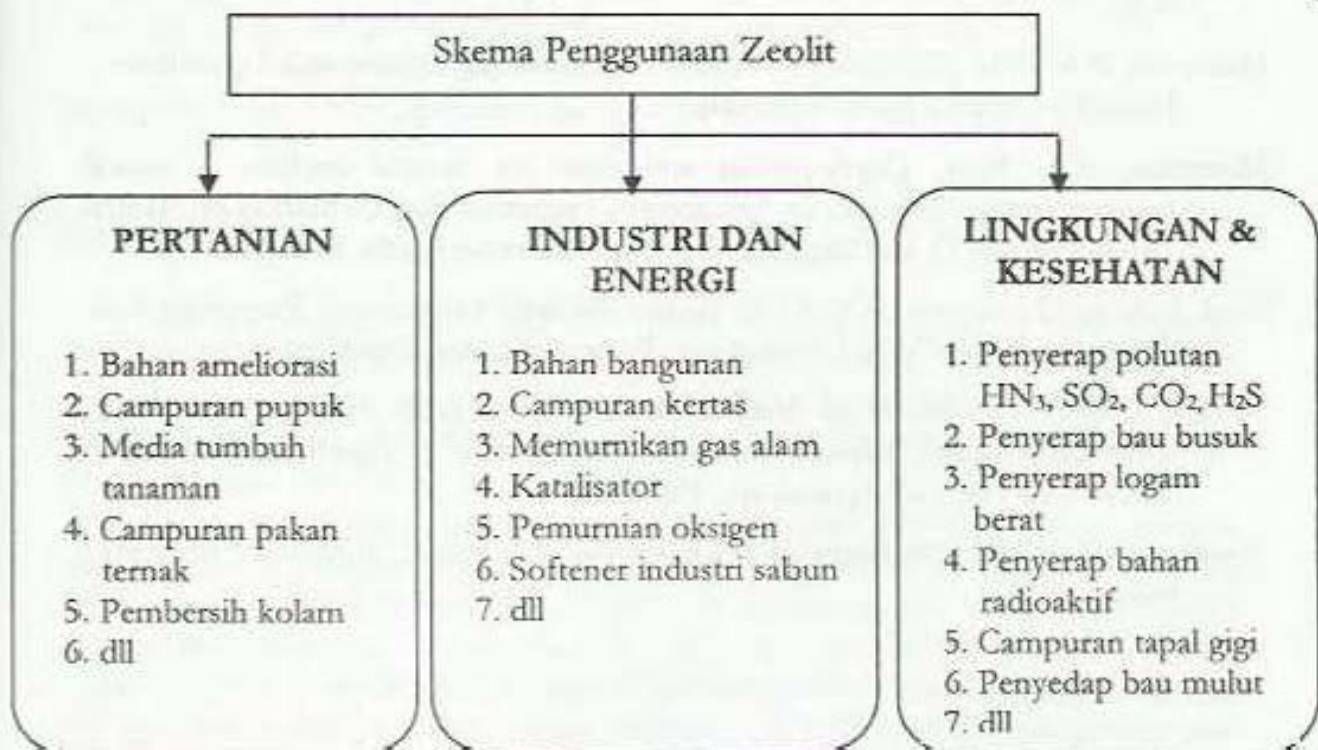 Skema Penggunaan Zeolit
PERTANIAN
1. Bahan ameliorasi
2. Campuran pupuk
3. Media tumbuh
tanaman
4. Campuran pakan
ternak
5. Pembersih kolam
6. dll
INDUSTRI DAN
ENERGI
1. Bahan bangunan
2. Campuran kertas
3. Memurnikan gas alam
4. Katalisator
5. Pemurnian oksigen
6. Softener industri sabun
7. dll
LINGKUNGAN &
KESEHATAN
1. Penyerap polutan
HN₃, SO₂, CO₂, H₂S
2. Penyerap bau busuk
3. Penyerap logam
berat
4. Penyerap bahan
radioaktif
5. Campuran tapal gigi
6. Penyedap bau mulut
7. dll